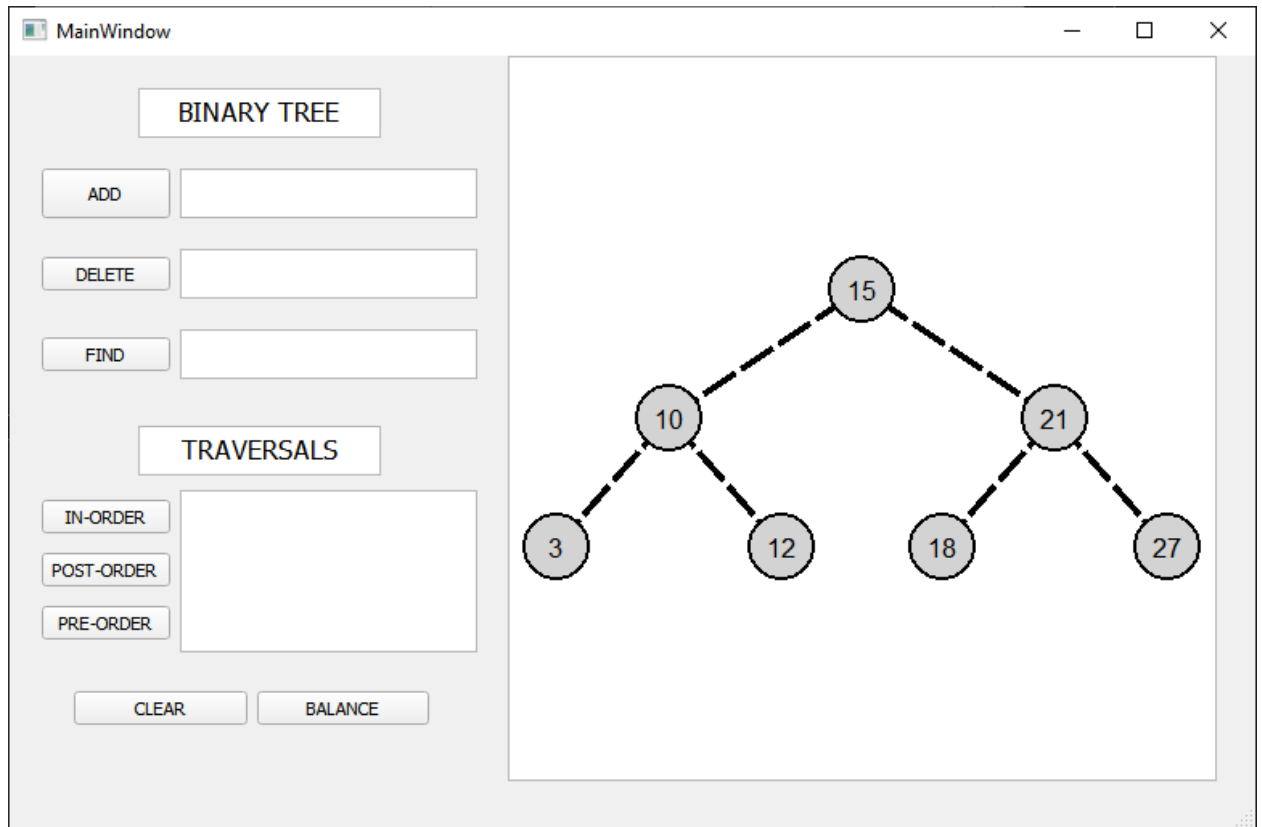 MainWindow
BINARY TREE
ADD
DELETE
FIND
TRAVERSALS
IN-ORDER
POST-ORDER
PRE-ORDER
CLEAR BALANCE
15
10 21
3 12 18 27